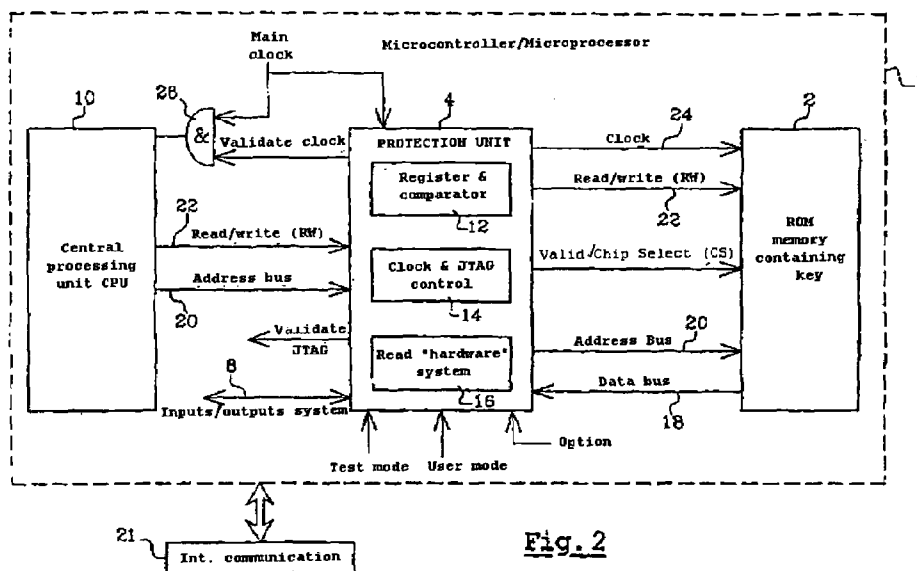 Main
clock
Microcontroller/Microprocessor
10
26
&
4
24
2
Validate clock
PROTECTION UNIT
Clock
Register &
comparator
12
Read/write (RW)
22
22
Read/write (RW)
Central
processing
unit CPU
ROM
memory
containing
key
Clock & JTAG
control
14
Valid/Chip Select (CS)
Address bus
20
Validate
JTAG
Read "hardware"
system
16
Address Bus
20
8
Inputs/outputs system
Data bus
18
Option
Test mode
User mode
21
Int. communication
Fig. 2